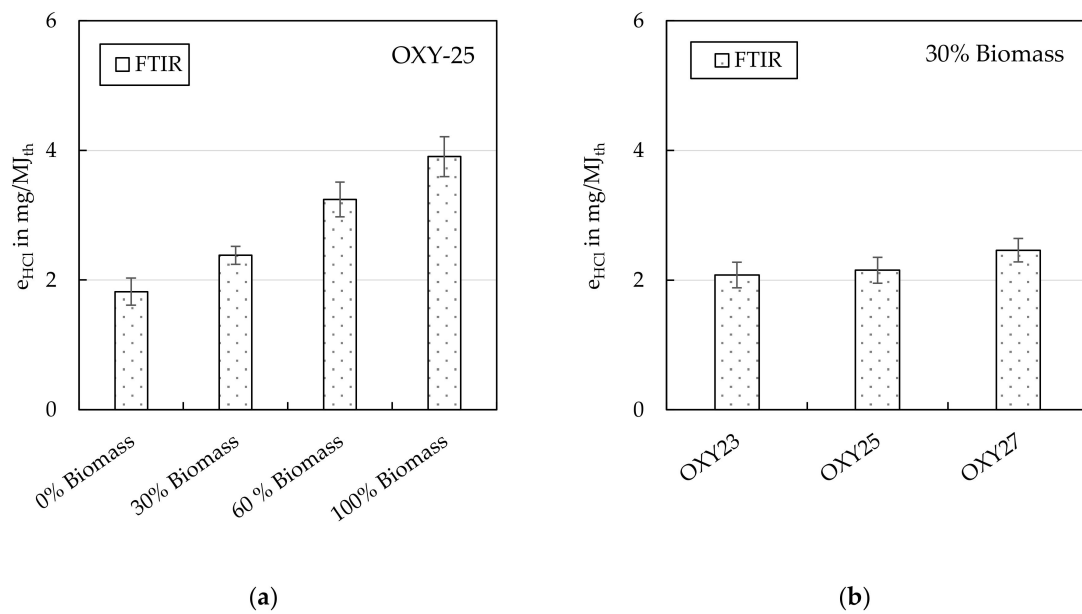 6
4
2
0
e_HCl in mg/MJ_th
FTIR
OXY-25
0% Biomass
30% Biomass
60 % Biomass
100% Biomass
(a)
6
4
2
0
e_HCl in mg/MJ_th
FTIR
30% Biomass
OXY23
OXY25
OXY27
(b)